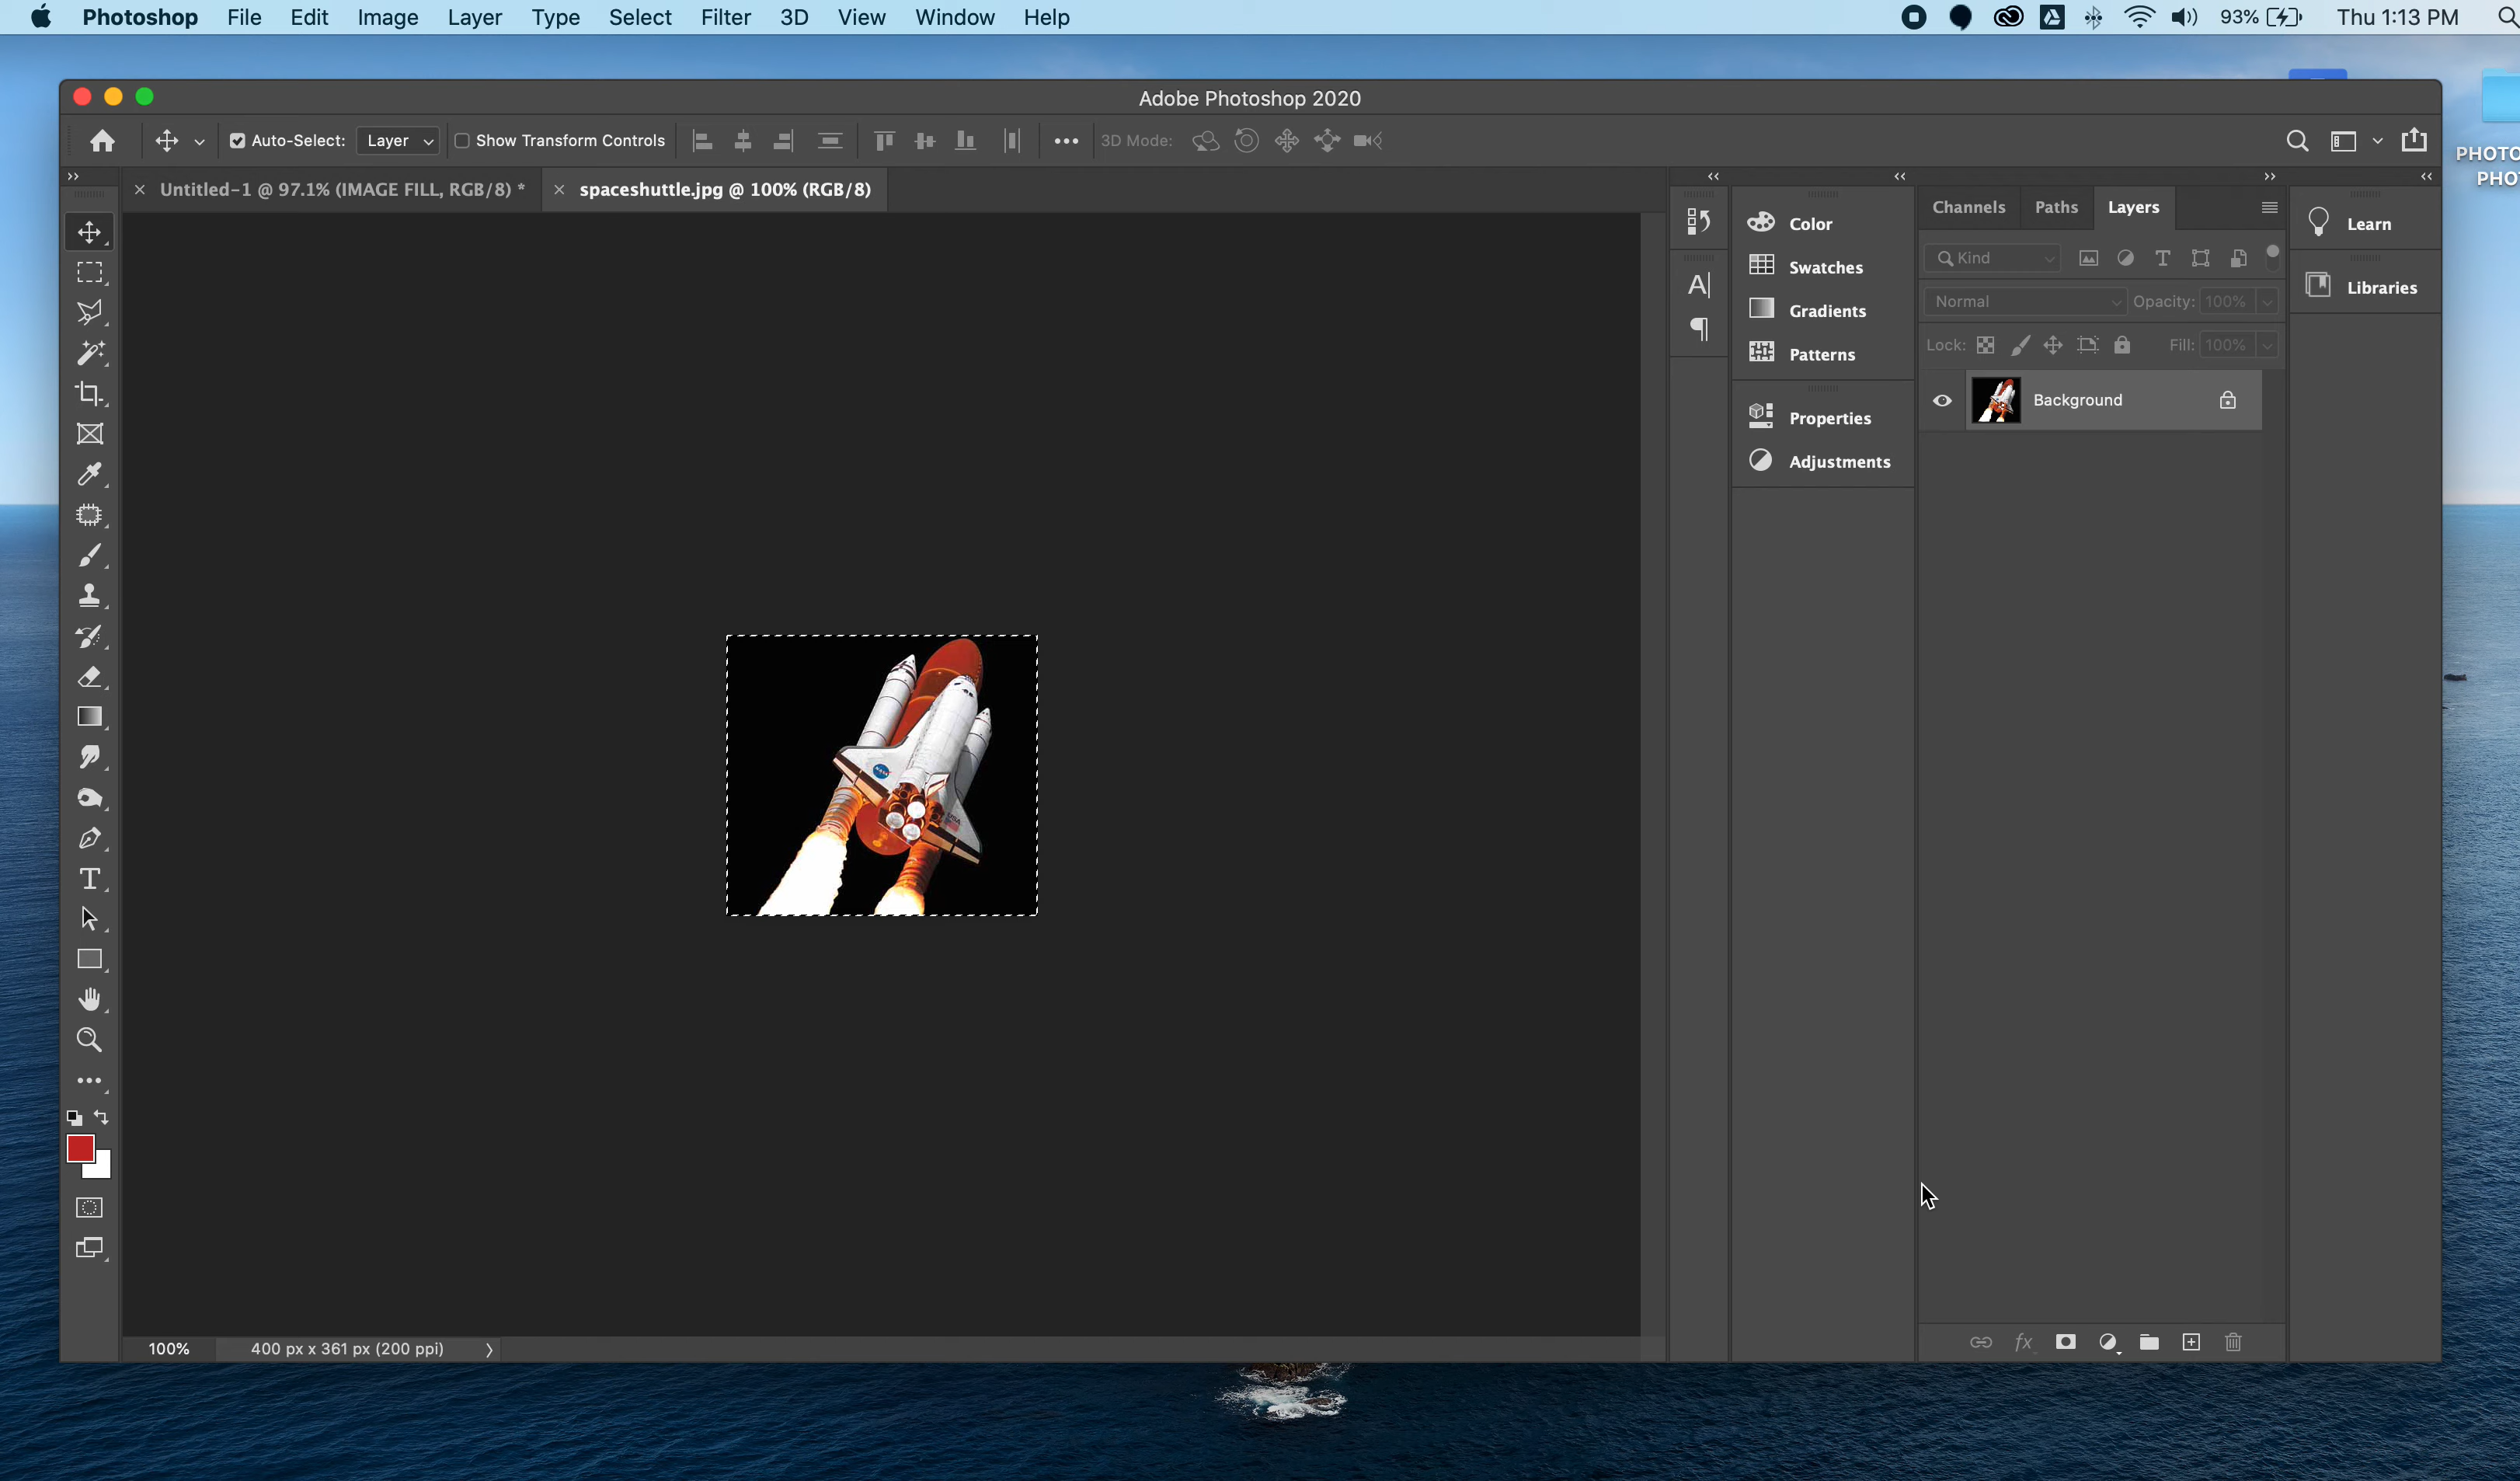 Photoshop File Edit Image Layer Type Select Filter 3D View Window Help 93% Thu 1:13 PM
Adobe Photoshop 2020
Auto-Select: Layer Show Transform Controls 3D Mode:
PHOTO
PHO
Untitled-1 @ 97.1% (IMAGE FILL, RGB/8) * spaceshuttle.jpg @ 100% (RGB/8)
Channels Paths Layers
Color
Learn
Kind
Swatches
Libraries
Normal Opacity: 100%
Gradients
Lock: Fill: 100%
Patterns
Background
Properties
Adjustments
USA
100% 400 px x 361 px (200 ppi)